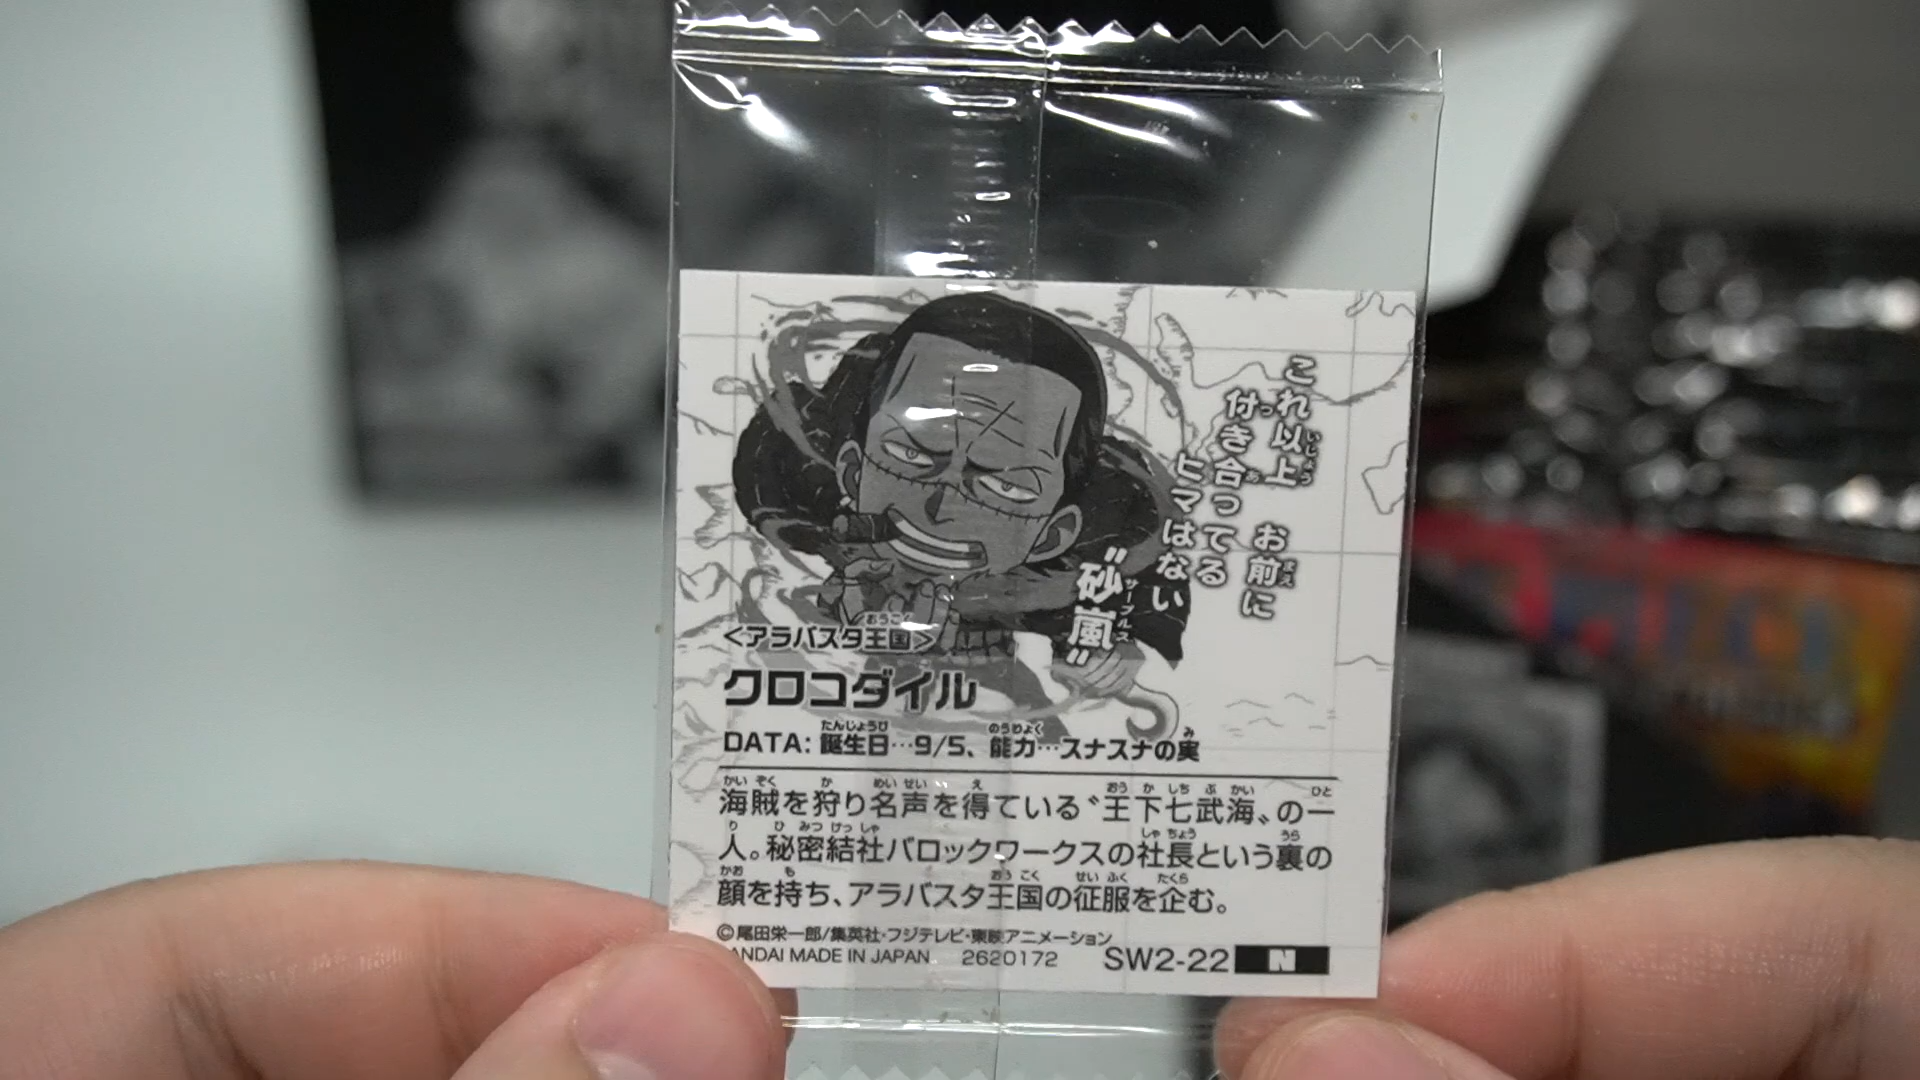 これ以上
お前に
付き合ってる
ヒマはない
"砂嵐"
サーブルス
<アラバスタ王国>
クロコダイル
DATA: 誕生日…9/5、能力…スナスナの実
海賊を狩り名声を得ている〝王下七武海〟の一
人。秘密結社バロックワークスの社長という裏の
顔を持ち、アラバスタ王国の征服を企む。
©尾田栄一郎/集英社・フジテレビ・東映アニメーション
ANDAI MADE IN JAPAN 2620172 SW2-22 N